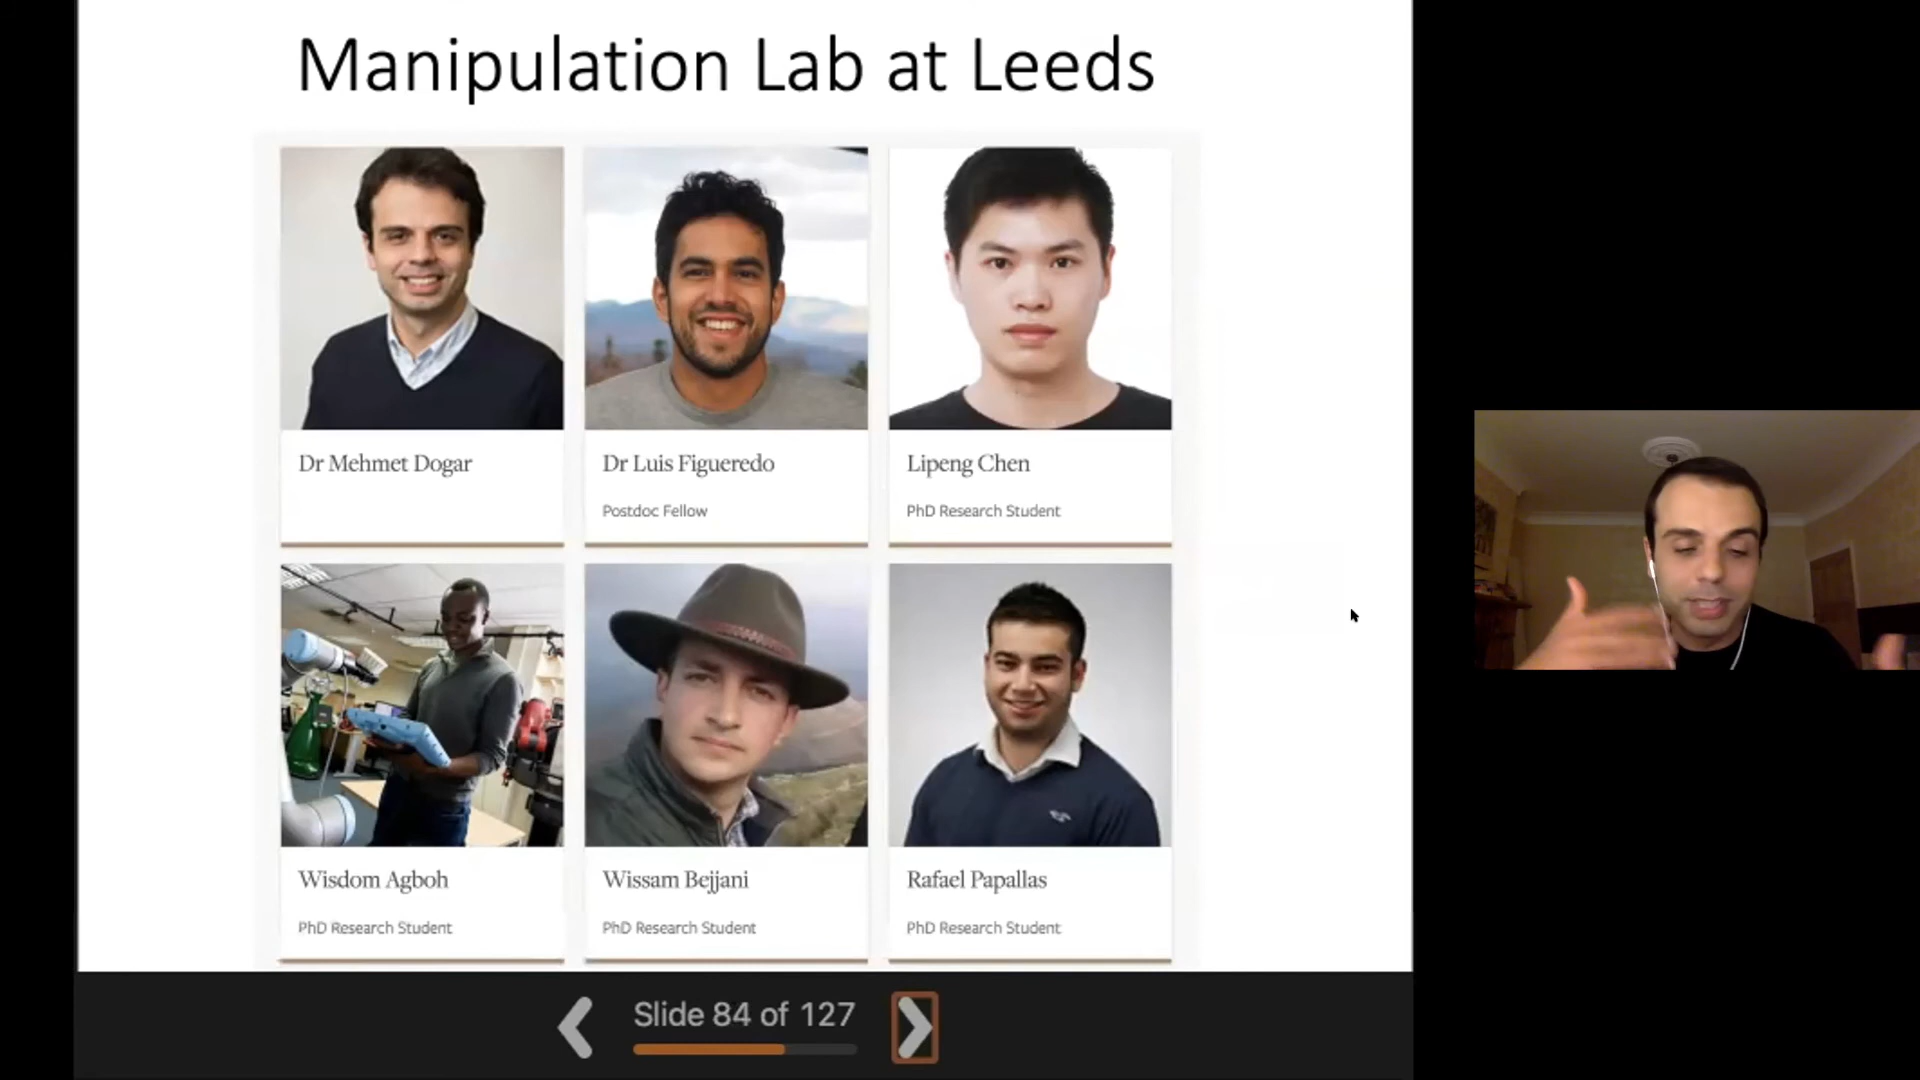 Manipulation Lab at Leeds
Dr Mehmet Dogar
Dr Luis Figueredo
Postdoc Fellow
Lipeng Chen
PhD Research Student
Wisdom Agboh
PhD Research Student
Wissam Bejjani
PhD Research Student
Rafael Papallas
PhD Research Student
Slide 84 of 127